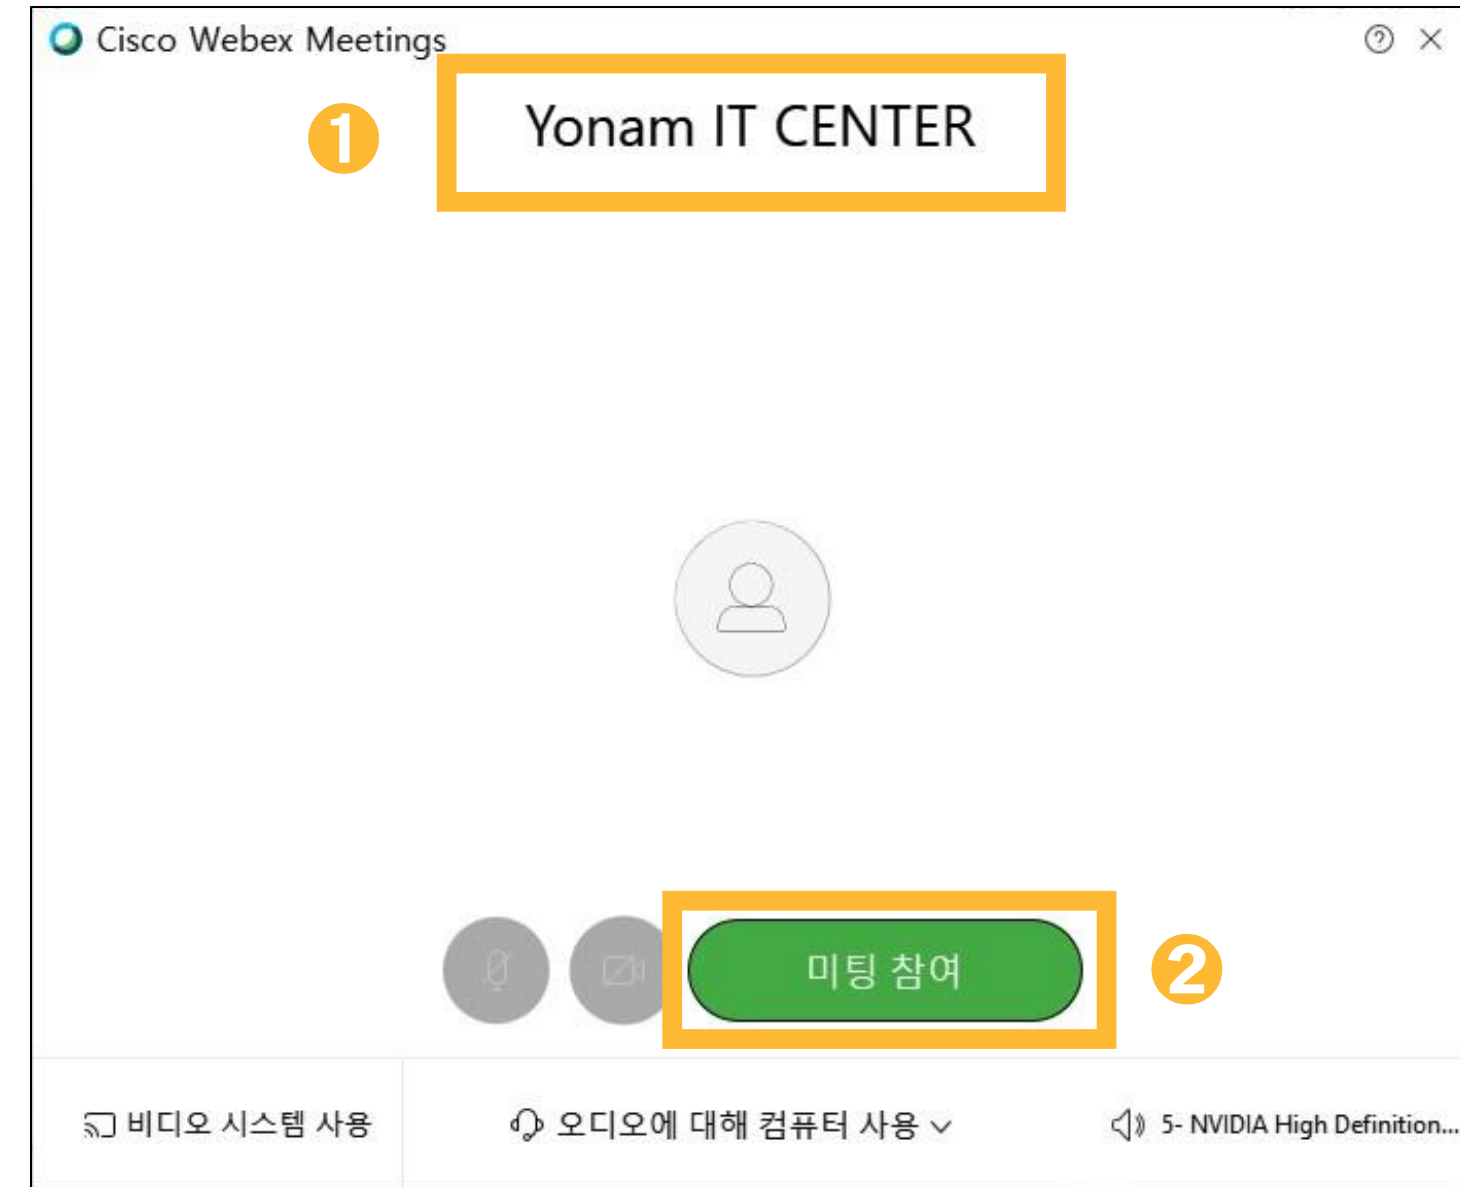 Cisco Webex Meetings
1
Yonam IT CENTER
미팅 참여
2
비디오 시스템 사용
오디오에 대해 컴퓨터 사용
5- NVIDIA High Definition...